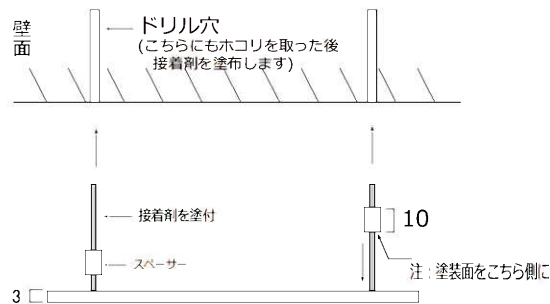 壁面
ドリル穴
(こちらにもホコリを取った後
接着剤を塗布します)
接着剤を塗付
10
スペーサー
注：塗装面をこちら側に
3